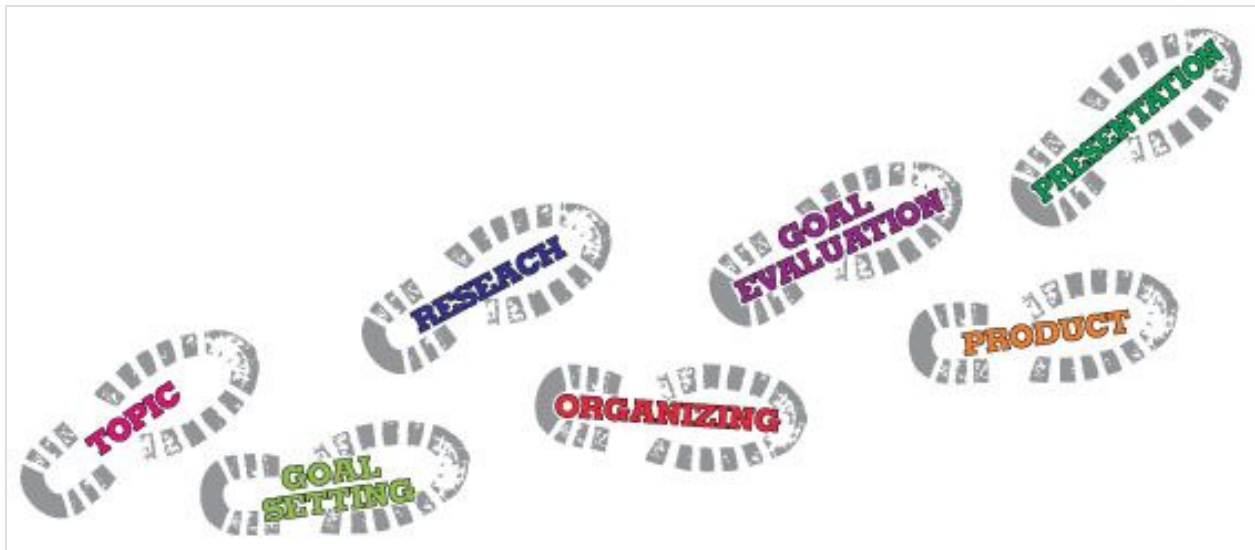 TOPIC
GOAL
SETTING
RESEACH
ORGANIZING
GOAL
EVALUATION
PRODUCT
PRESENTATION